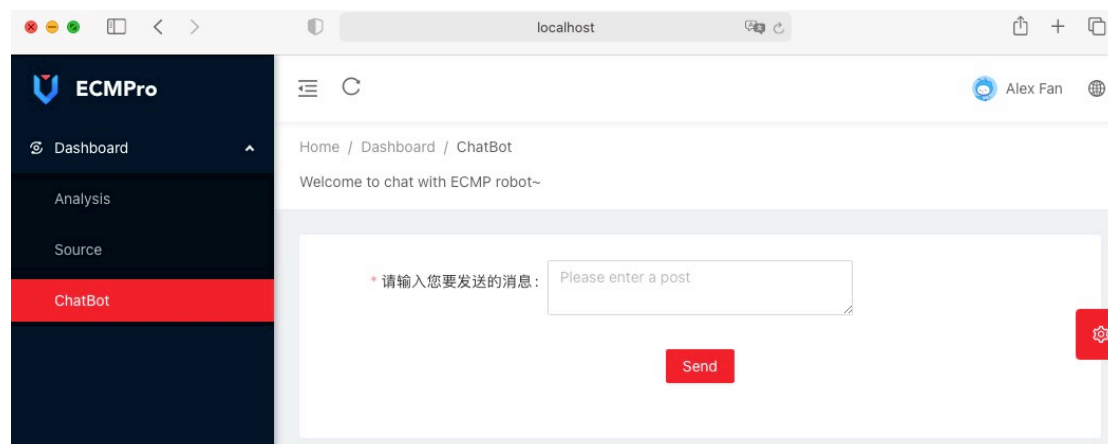 localhost
ECMPro
Alex Fan
Dashboard
Home / Dashboard / ChatBot
Welcome to chat with ECMP robot~
Analysis
Source
ChatBot
* 请输入您要发送的消息: Please enter a post
Send